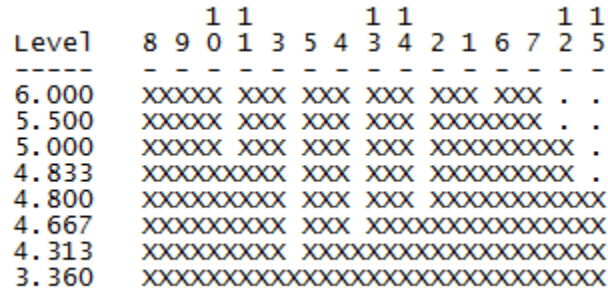 1 1       1 1         1 1
Level   8 9 0 1 3 5 4 3 4 2 1 6 7 2 5
-----   - - - - - - - - - - - - - - -
6.000   XXXXX XXX XXX XXX XXX XXX . .
5.500   XXXXX XXX XXX XXX XXXXXXX . .
5.000   XXXXX XXX XXX XXX XXXXXXXXX .
4.833   XXXXXXXXX XXX XXX XXXXXXXXX .
4.800   XXXXXXXXX XXX XXX XXXXXXXXXXX
4.667   XXXXXXXXX XXX XXXXXXXXXXXXXXX
4.313   XXXXXXXXX XXXXXXXXXXXXXXXXXXX
3.360   XXXXXXXXXXXXXXXXXXXXXXXXXXXXX